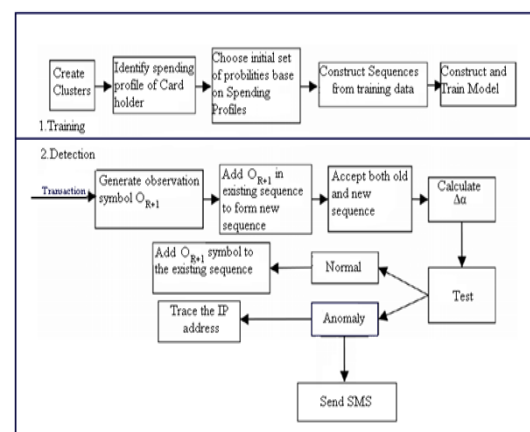 Create
Clusters
Identify spending
profile of Card
holder
Choose initial set
of probilities base
on Spending
Profiles
Construct Sequences
from training data
Construct and
Train Model
1.Training
2.Detection
Transaction
Generate observation
symbol O_R+1
Add O_R+1 in
existing sequence
to form new
sequence
Accept both old
and new
sequence
Calculate
Δα
Add O_R+1 symbol to
the existing sequence
Normal
Test
Trace the IP
address
Anomaly
Send SMS